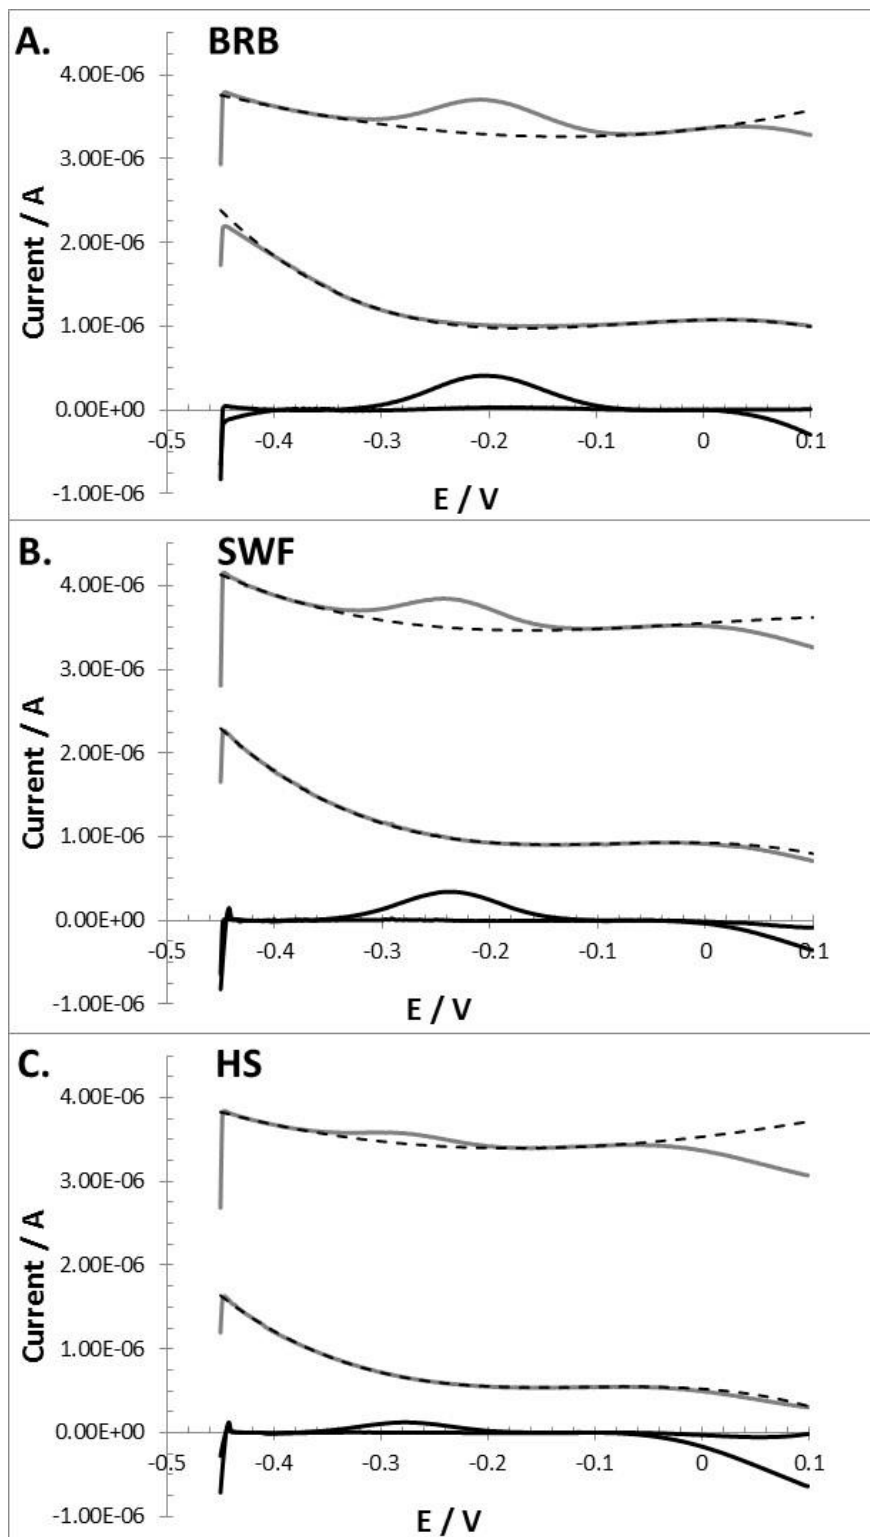 A. BRB
4.00E-06
3.00E-06
2.00E-06
1.00E-06
0.00E+00
-1.00E-06
Current / A
-0.5 -0.4 -0.3 -0.2 -0.1 0 0.1
E / V
B. SWF
4.00E-06
3.00E-06
2.00E-06
1.00E-06
0.00E+00
-1.00E-06
Current / A
-0.5 -0.4 -0.3 -0.2 -0.1 0 0.1
E / V
C. HS
4.00E-06
3.00E-06
2.00E-06
1.00E-06
0.00E+00
-1.00E-06
Current / A
-0.5 -0.4 -0.3 -0.2 -0.1 0 0.1
E / V